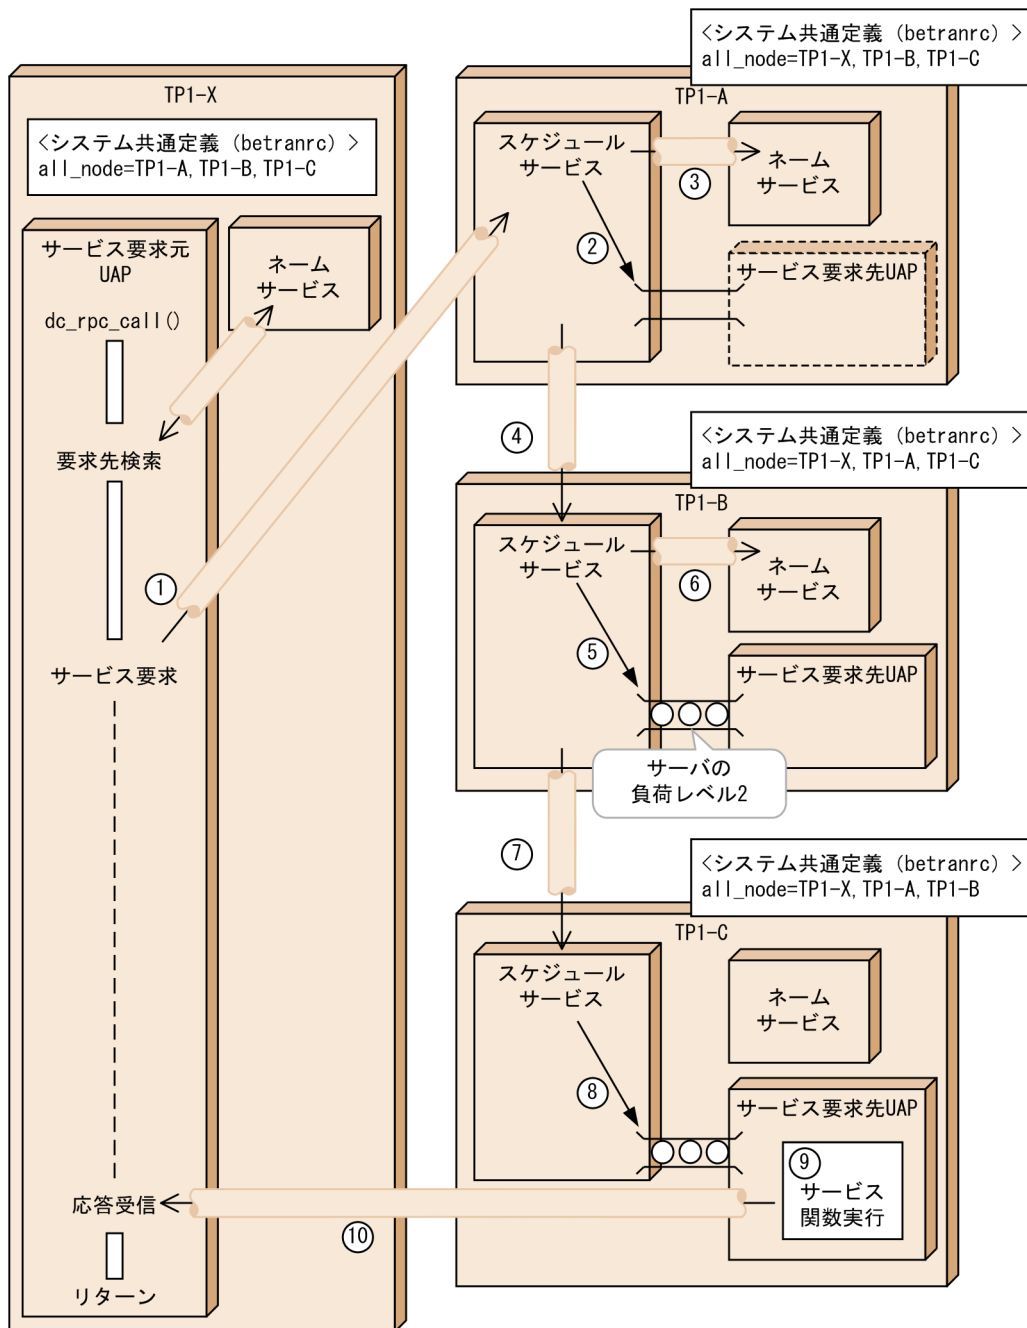 TP1-X
<システム共通定義（betranrc）>
all_node=TP1-A, TP1-B, TP1-C
サービス要求元
UAP
ネーム
サービス
dc_rpc_call()
要求先検索
①
サービス要求
応答受信
リターン
<システム共通定義（betranrc）>
all_node=TP1-X, TP1-B, TP1-C
TP1-A
スケジュール
サービス
③
ネーム
サービス
②
サービス要求先UAP
④
<システム共通定義（betranrc）>
all_node=TP1-X, TP1-A, TP1-C
TP1-B
スケジュール
サービス
⑥
ネーム
サービス
⑤
サービス要求先UAP
サーバの
負荷レベル2
⑦
<システム共通定義（betranrc）>
all_node=TP1-X, TP1-A, TP1-B
TP1-C
スケジュール
サービス
ネーム
サービス
⑧
サービス要求先UAP
⑨
サービス
関数実行
⑩